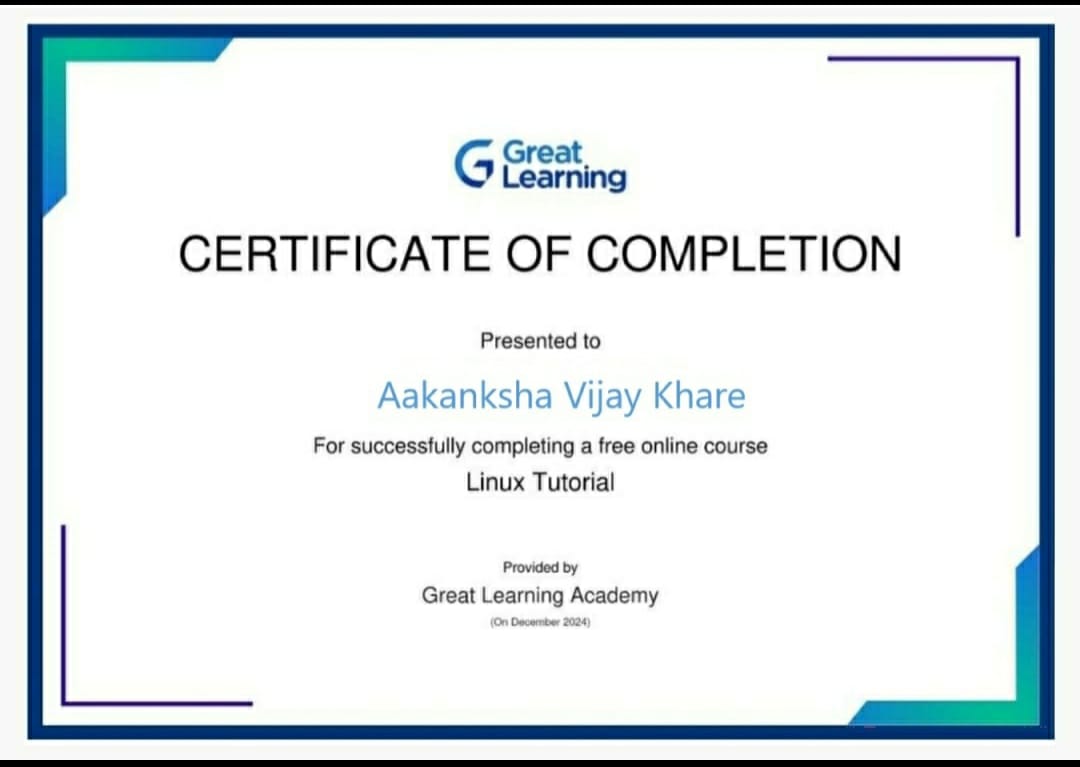 Great
Learning
CERTIFICATE OF COMPLETION
Presented to
Aakanksha Vijay Khare
For successfully completing a free online course
Linux Tutorial
Provided by
Great Learning Academy
(On December 2024)